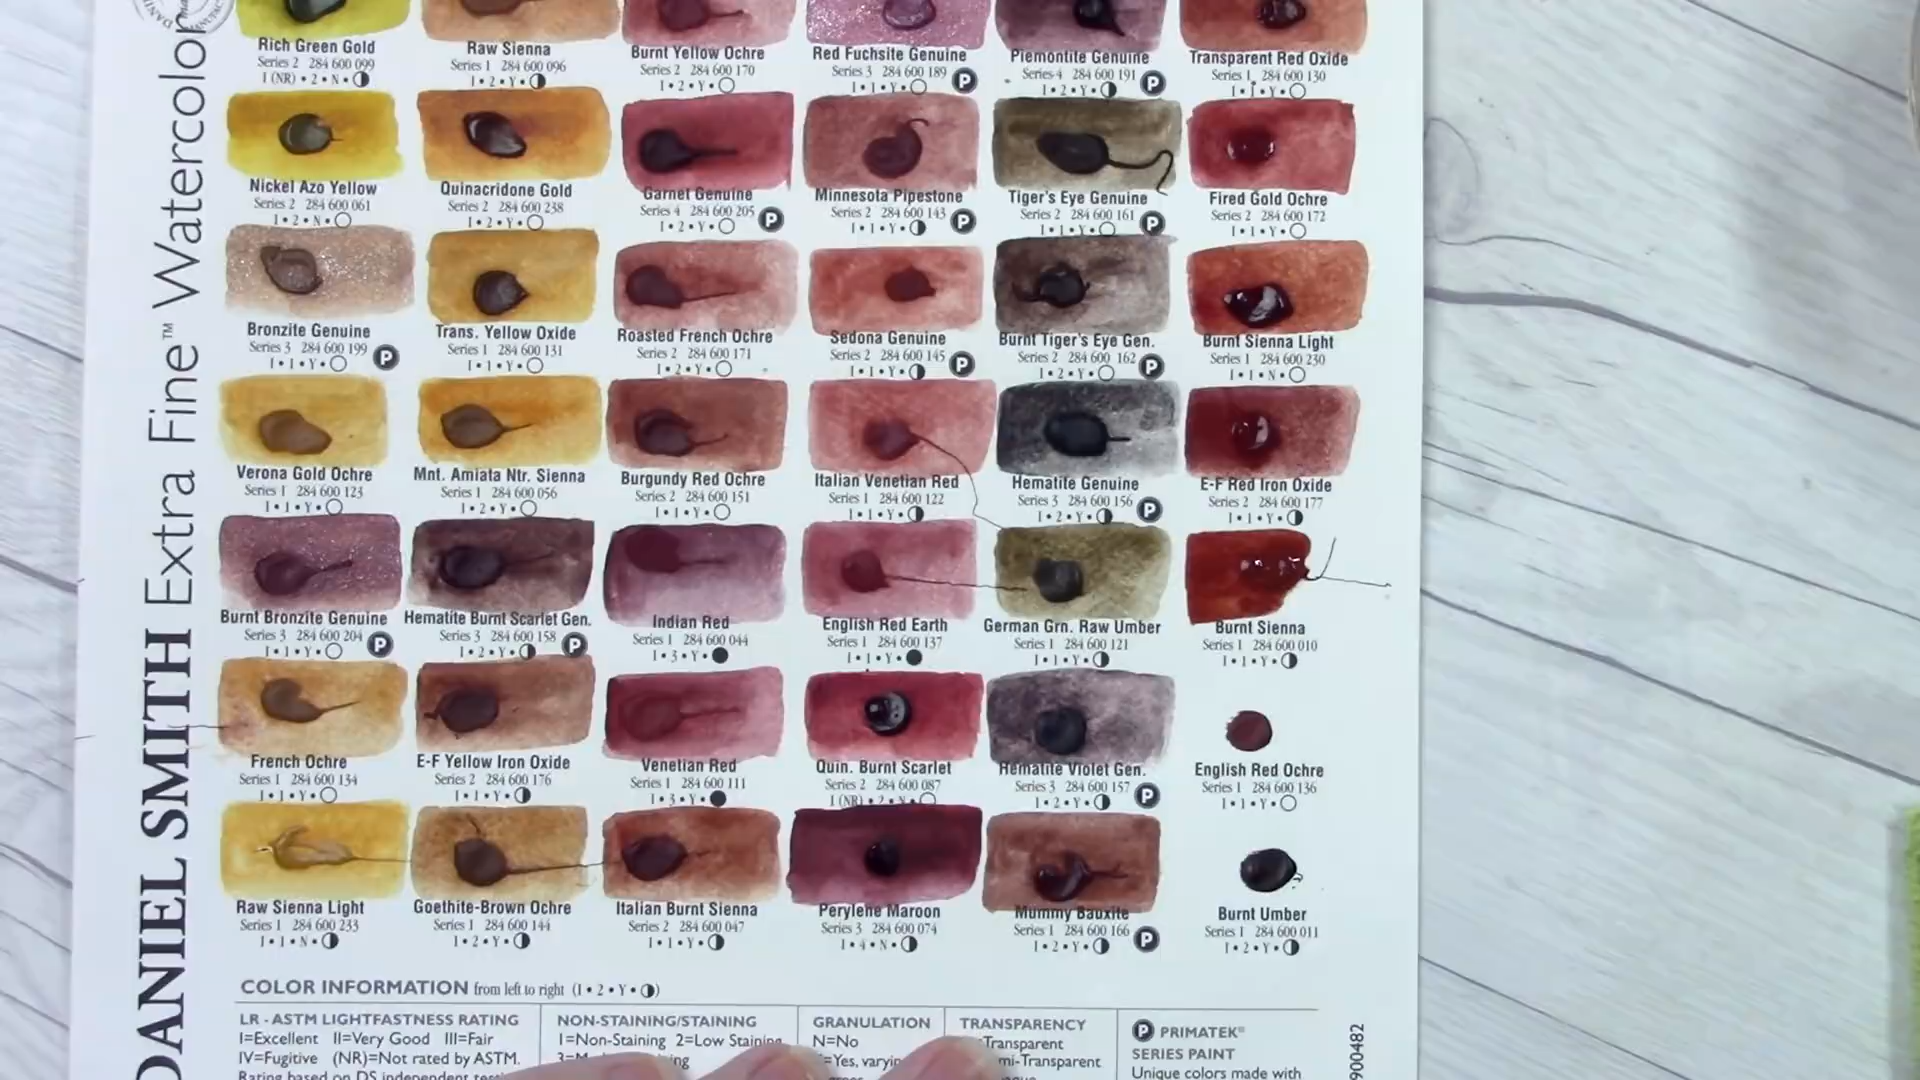 DANIEL SMITH Extra Fine™ Watercolor
Rich Green Gold
Series 2 284 600 099
I (NR) • 2 • N •
Raw Sienna
Series 1 284 600 096
I • 2 • Y •
Burnt Yellow Ochre
Series 2 284 600 170
I • 2 • Y •
Red Fuchsite Genuine
Series 3 284 600 189
I • 1 • Y •
P
Piemontite Genuine
Series 4 284 600 191
I • 2 • Y •
P
Transparent Red Oxide
Series 1 284 600 130
I • 1 • Y •
Nickel Azo Yellow
Series 2 284 600 061
I • 2 • N •
Quinacridone Gold
Series 2 284 600 238
I • 2 • Y •
Garnet Genuine
Series 4 284 600 205
I • 2 • Y •
P
Minnesota Pipestone
Series 2 284 600 143
I • 1 • Y •
P
Tiger's Eye Genuine
Series 2 284 600 161
I • 1 • Y •
P
Fired Gold Ochre
Series 2 284 600 172
I • 1 • Y •
Bronzite Genuine
Series 3 284 600 199
I • 1 • Y •
P
Trans. Yellow Oxide
Series 1 284 600 131
I • 1 • Y •
Roasted French Ochre
Series 2 284 600 171
I • 2 • Y •
Sedona Genuine
Series 2 284 600 145
I • 1 • Y •
P
Burnt Tiger's Eye Gen.
Series 2 284 600 162
I • 2 • Y •
P
Burnt Sienna Light
Series 1 284 600 230
I • 1 • N •
Verona Gold Ochre
Series 1 284 600 123
I • 1 • Y •
Mnt. Amiata Ntr. Sienna
Series 1 284 600 056
I • 2 • Y •
Burgundy Red Ochre
Series 2 284 600 151
I • 1 • Y •
Italian Venetian Red
Series 1 284 600 122
I • 1 • Y •
Hematite Genuine
Series 3 284 600 156
I • 2 • Y •
P
E-F Red Iron Oxide
Series 2 284 600 177
I • 1 • Y •
Burnt Bronzite Genuine
Series 3 284 600 204
I • 1 • Y •
P
Hematite Burnt Scarlet Gen.
Series 3 284 600 158
I • 2 • Y •
P
Indian Red
Series 1 284 600 044
I • 3 • Y •
English Red Earth
Series 1 284 600 137
I • 1 • Y •
German Grn. Raw Umber
Series 1 284 600 121
I • 1 • Y •
Burnt Sienna
Series 1 284 600 010
I • 1 • Y •
French Ochre
Series 1 284 600 134
I • 1 • Y •
E-F Yellow Iron Oxide
Series 2 284 600 176
I • 1 • Y •
Venetian Red
Series 1 284 600 111
I • 3 • Y •
Quin. Burnt Scarlet
Series 2 284 600 087
I (NR) • 2 • N •
Hematite Violet Gen.
Series 3 284 600 157
I • 2 • Y •
P
English Red Ochre
Series 1 284 600 136
I • 1 • Y •
Raw Sienna Light
Series 1 284 600 233
I • 1 • N •
Goethite-Brown Ochre
Series 1 284 600 144
I • 2 • Y •
Italian Burnt Sienna
Series 2 284 600 047
I • 1 • Y •
Perylene Maroon
Series 3 284 600 074
I • 4 • N •
Mummy Bauxite
Series 1 284 600 166
I • 2 • Y •
P
Burnt Umber
Series 1 284 600 011
I • 2 • Y •
COLOR INFORMATION from left to right (I • 2 • Y • ◑)
LR - ASTM LIGHTFASTNESS RATING
I=Excellent II=Very Good III=Fair
IV=Fugitive (NR)=Not rated by ASTM.
Rating based on DS independent
NON-STAINING/STAINING
1=Non-Staining 2=Low Staining
GRANULATION
N=No
=Yes,
TRANSPARENCY
Transparent
mi-Transparent
P PRIMATEK®
SERIES PAINT
Unique colors made with
900482